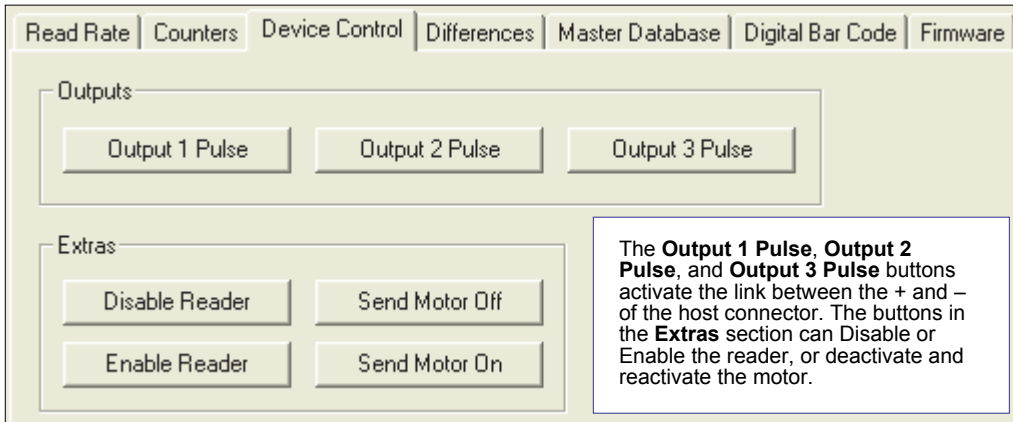 Read Rate Counters Device Control Differences Master Database Digital Bar Code Firmware
Outputs
Output 1 Pulse Output 2 Pulse Output 3 Pulse
Extras
Disable Reader Send Motor Off
Enable Reader Send Motor On
The Output 1 Pulse, Output 2
Pulse, and Output 3 Pulse buttons
activate the link between the + and –
of the host connector. The buttons in
the Extras section can Disable or
Enable the reader, or deactivate and
reactivate the motor.